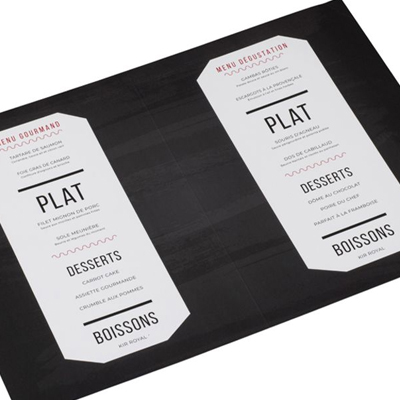 MENU GOURMAND
TARTARE DE SAUMON
FOIE GRAS DE CANARD
PLAT
FILET MIGNON DE PORC
SOLE MEUNIÈRE
DESSERTS
CARROT CAKE
ASSIETTE GOURMANDE
CRUMBLE AUX POMMES
BOISSONS
KIR ROYAL
MENU DÉGUSTATION
GAMBAS RÔTIES
ESCARGOTS À LA PROVENÇALE
PLAT
SOURIS D'AGNEAU
DOS DE CABILLAUD
DESSERTS
DÔME AU CHOCOLAT
POIRE DU CHEF
PARFAIT À LA FRAMBOISE
BOISSONS
KIR ROYAL